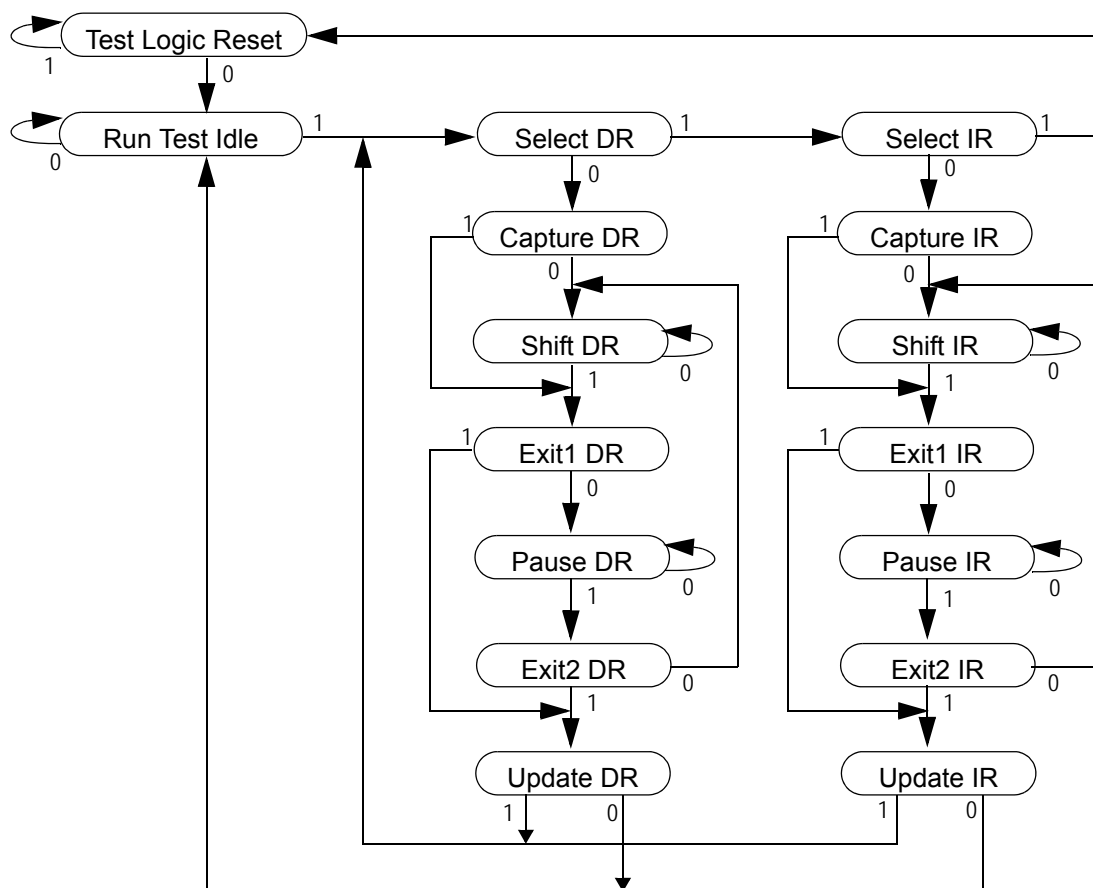 Test Logic Reset
1
0
Run Test Idle
1
0
Select DR
1
0
Select IR
1
0
1
Capture DR
0
1
Capture IR
0
Shift DR
0
1
Shift IR
0
1
1
Exit1 DR
0
1
Exit1 IR
0
Pause DR
0
1
Pause IR
0
1
Exit2 DR
0
1
Exit2 IR
0
1
Update DR
1
0
Update IR
1
0